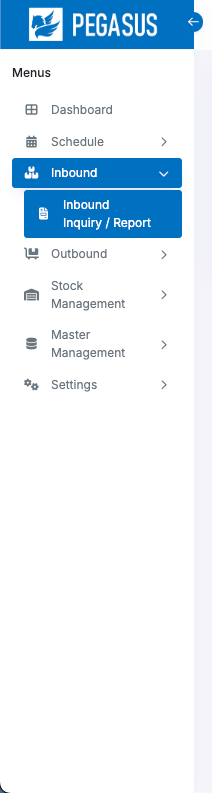 PEGASUS
Menus
Dashboard
Schedule
Inbound
Inbound
Inquiry / Report
Outbound
Stock
Management
Master
Management
Settings